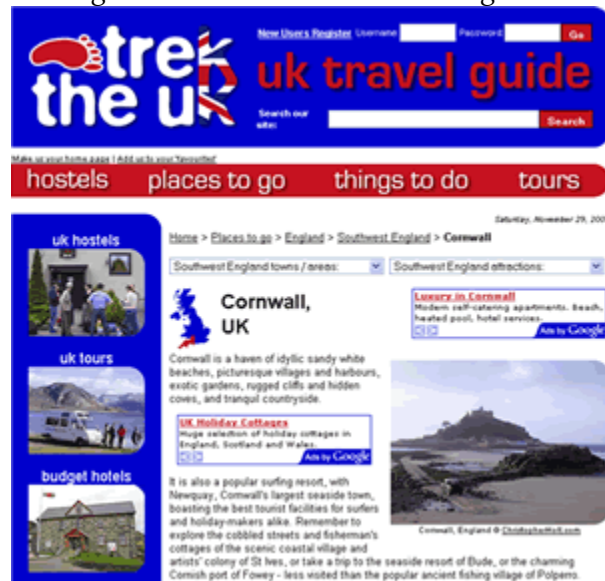 trek
the uk
New Users Register Username Password Go
uk travel guide
Search our
site: Search
Make us your home page | Add us to your 'favourites'
hostels places to go things to do tours
Saturday, November 29, 200
uk hostels
Home > Places to go > England > Southwest England > Cornwall
Southwest England towns / areas: Southwest England attractions:
Cornwall,
UK
Luxury in Cornwall
Modern self-catering apartments. Beach,
heated pool, hotel services.
Ads by Google
uk tours
Cornwall is a haven of idyllic sandy white
beaches, picturesque villages and harbours,
exotic gardens, rugged cliffs and hidden
coves, and tranquil countryside.
UK Holiday Cottages
Huge selection of holiday cottages in
England, Scotland and Wales.
Ads by Google
budget hotels
It is also a popular surfing resort, with
Newquay, Cornwall's largest seaside town,
boasting the best tourist facilities for surfers
and holiday-makers alike. Remember to
explore the cobbled streets and fisherman's
cottages of the scenic coastal village and
artists' colony of St Ives, or take a trip to the seaside resort of Bude, or the charming
Cornish port of Fowey - less visited than the popular ancient fishing village of Polperro.
Cornwall, England ©